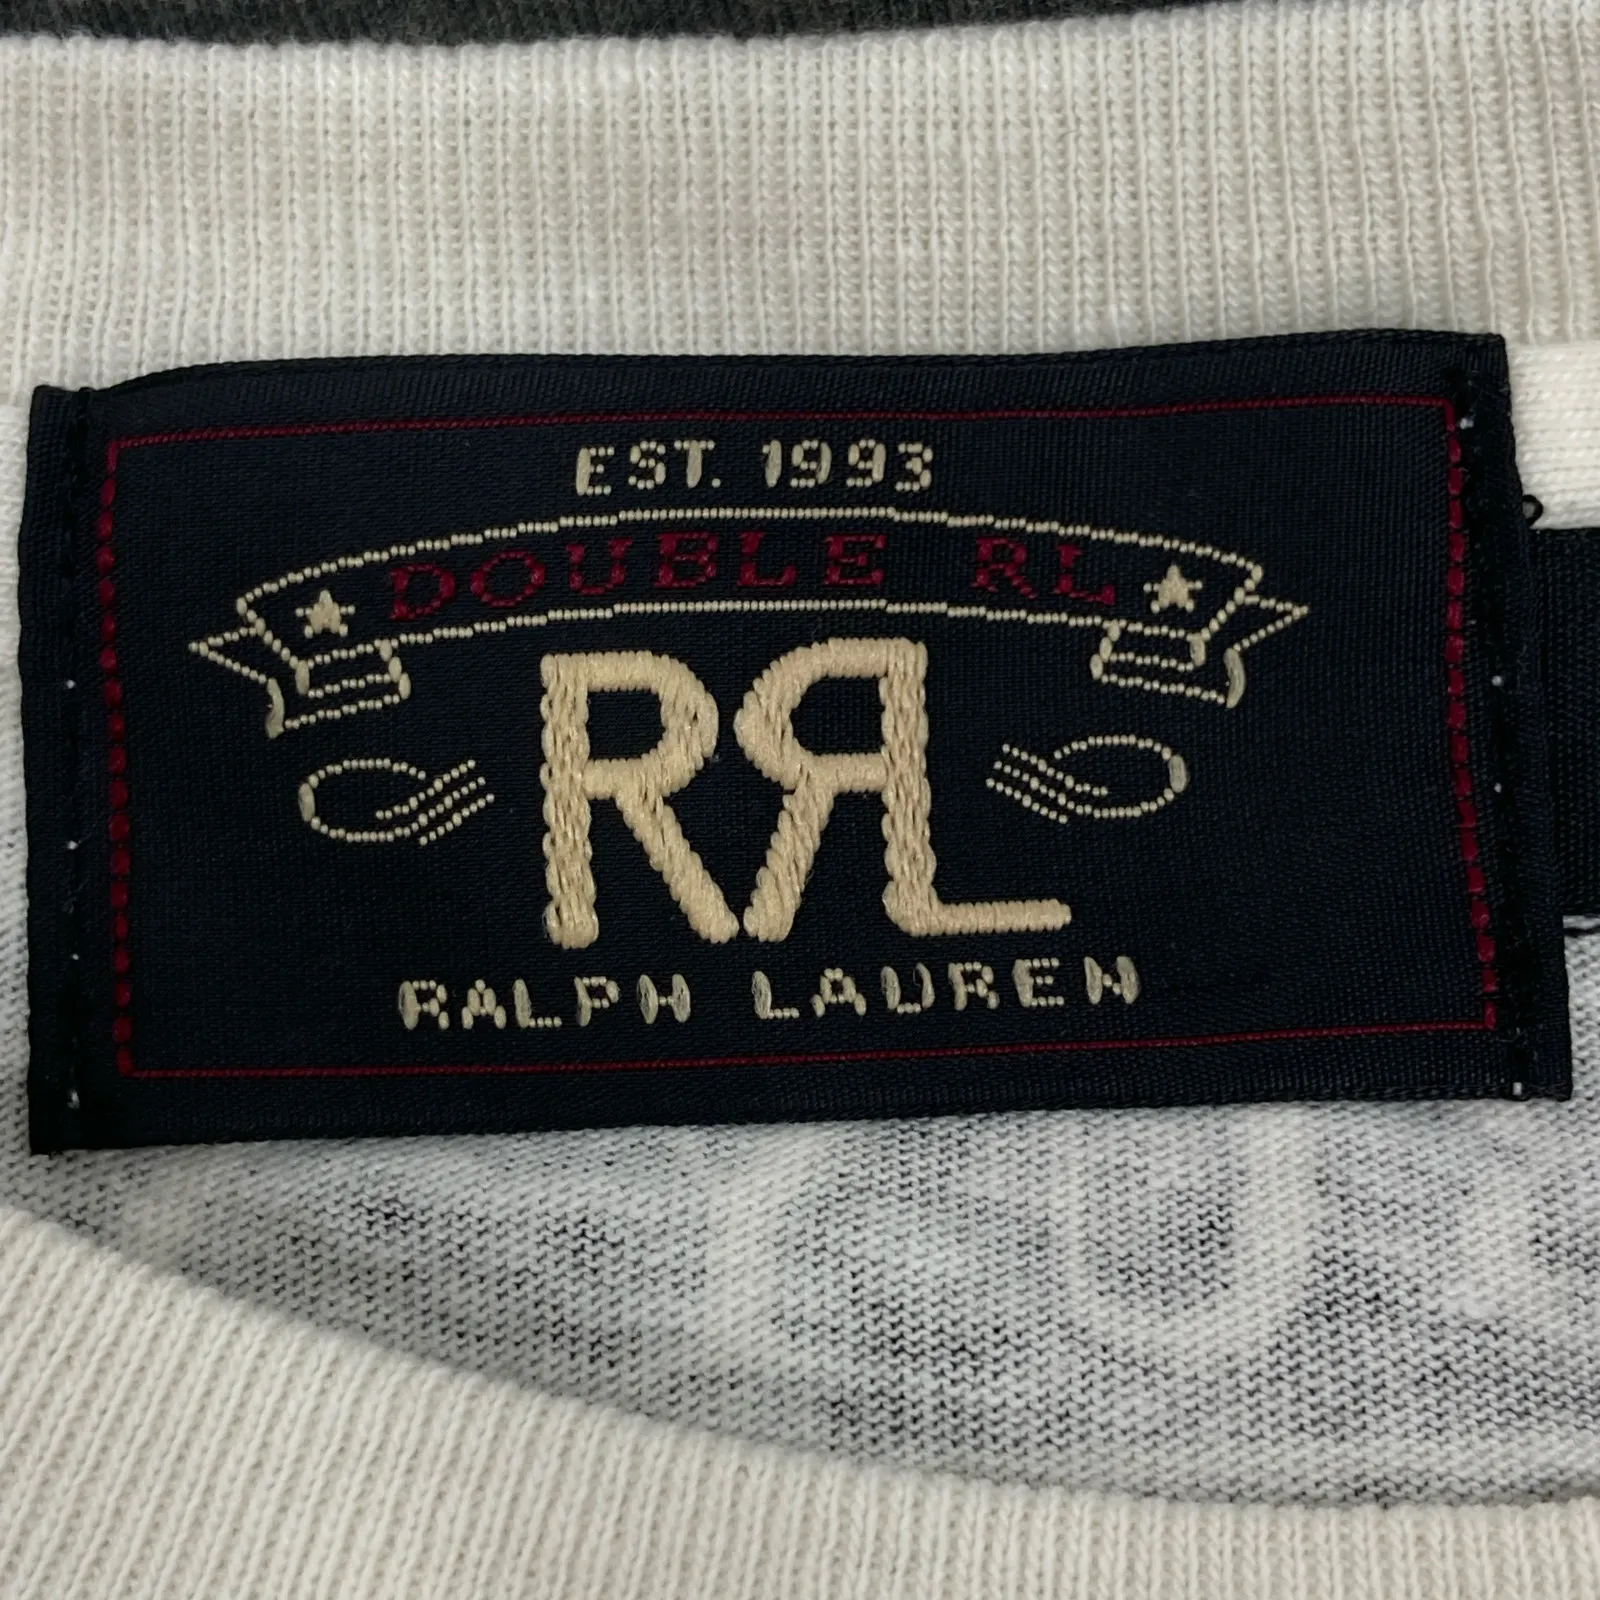 EST. 1993
DOUBLE RL
RRL
RALPH LAUREN